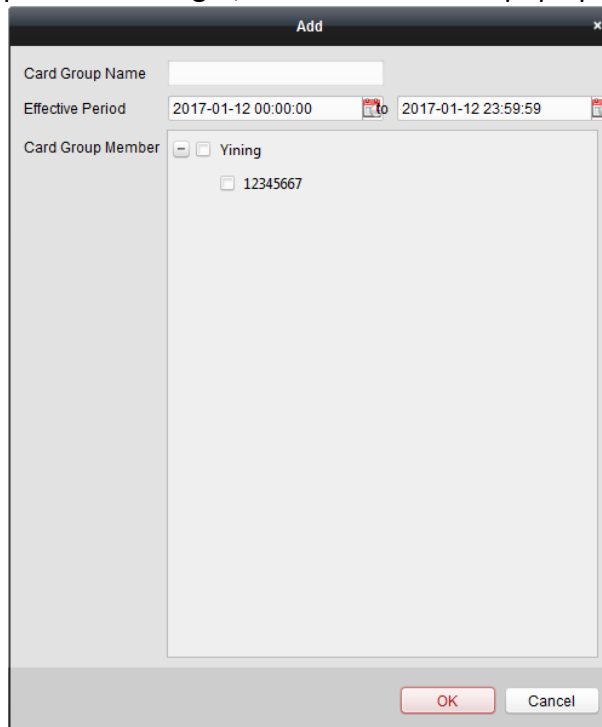 Add
Card Group Name
Effective Period 2017-01-12 00:00:00 to 2017-01-12 23:59:59
Card Group Member
Yining
12345667
OK Cancel